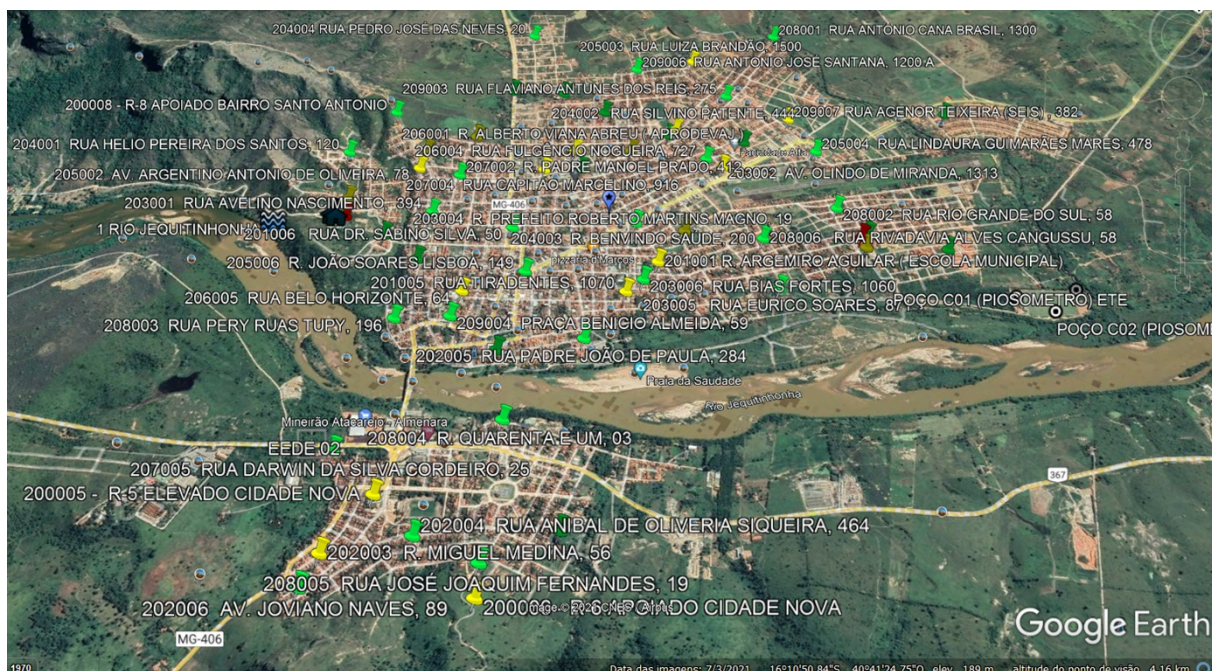 204004 RUA PEDRO JOSÉ DAS NEVES, 20
208001 RUA ANTÔNIO CANA BRASIL, 1300
205003 RUA LUIZA BRANDÃO, 1500
209006 RUA ANTONIO JOSÉ SANTANA, 1200 A
209003 RUA FLAVIANO ANTUNES DOS REIS, 275
200008 - R-8 APOIADO BAIRRO SANTO ANTONIO
204002 RUA SILVINO PATENTE, 444
209007 RUA AGENOR TEIXEIRA (SEIS) , 382
206001 R. ALBERTO VIANA ABREU ( APRODEVAJ )
204001 RUA HELIO PEREIRA DOS SANTOS, 120
206004 RUA FULGÊNCIO NOGUEIRA, 727
205004 RUA LINDAURA GUIMARÃES MARES, 478
207002 - R. PADRE MANOEL PRADO, 412
205002 AV. ARGENTINO ANTONIO DE OLIVEIRA, 78
203002 AV. OLINDO DE MIRANDA, 1313
207004 RUA CAPITÃO MARCELINO, 916
203001 RUA AVELINO NASCIMENTO, 394
MG-406
203004 R. PREFEITO ROBERTO MARTINS MAGNO, 19
208002 RUA RIO GRANDE DO SUL, 58
1 RIO JEQUITINHONHA
201006 RUA DR. SABINO SILVA, 50
204003 R. BENVINDO SAÚDE, 200
208006 RUA RIVADAVIA ALVES CANGUSSU, 58
pizzaria d'Marcos
205006 R. JOÃO SOARES LISBOA, 149
201001 R. ARGEMIRO AGUILAR ( ESCOLA MUNICIPAL)
201005 RUA TIRADENTES, 1070
203006 RUA BIAS FORTES, 1060
206005 RUA BELO HORIZONTE, 64
203005 RUA EURICO SOARES, 87
POÇO C01 (PIOSOMETRO) ETE
208003 RUA PERY RUAS TUPY, 196
209004 PRAÇA BENICIO ALMEIDA, 59
POÇO C02 (PIOSOM
202005 RUA PADRE JOÃO DE PAULA, 284
Praia da Saudade
Rio Jequitinhonha
Mineirão Atacarejo - Almenara
208004 R. QUARENTA E UM, 03
EEDE 02
207005 RUA DARWIN DA SILVA CORDEIRO, 25
367
200005 - R-5 ELEVADO CIDADE NOVA
202004 RUA ANIBAL DE OLIVERIA SIQUEIRA, 464
202003 R. MIGUEL MEDINA, 56
208005 RUA JOSÉ JOAQUIM FERNANDES, 19
202006 AV. JOVIANO NAVES, 89
CIDADE NOVA
MG-406
Google Earth
1970
Data das imagens: 7/3/2021 16°10'50.84"S 40°41'24.75"O elev. 189 m altitude do ponto de visão 4.16 km